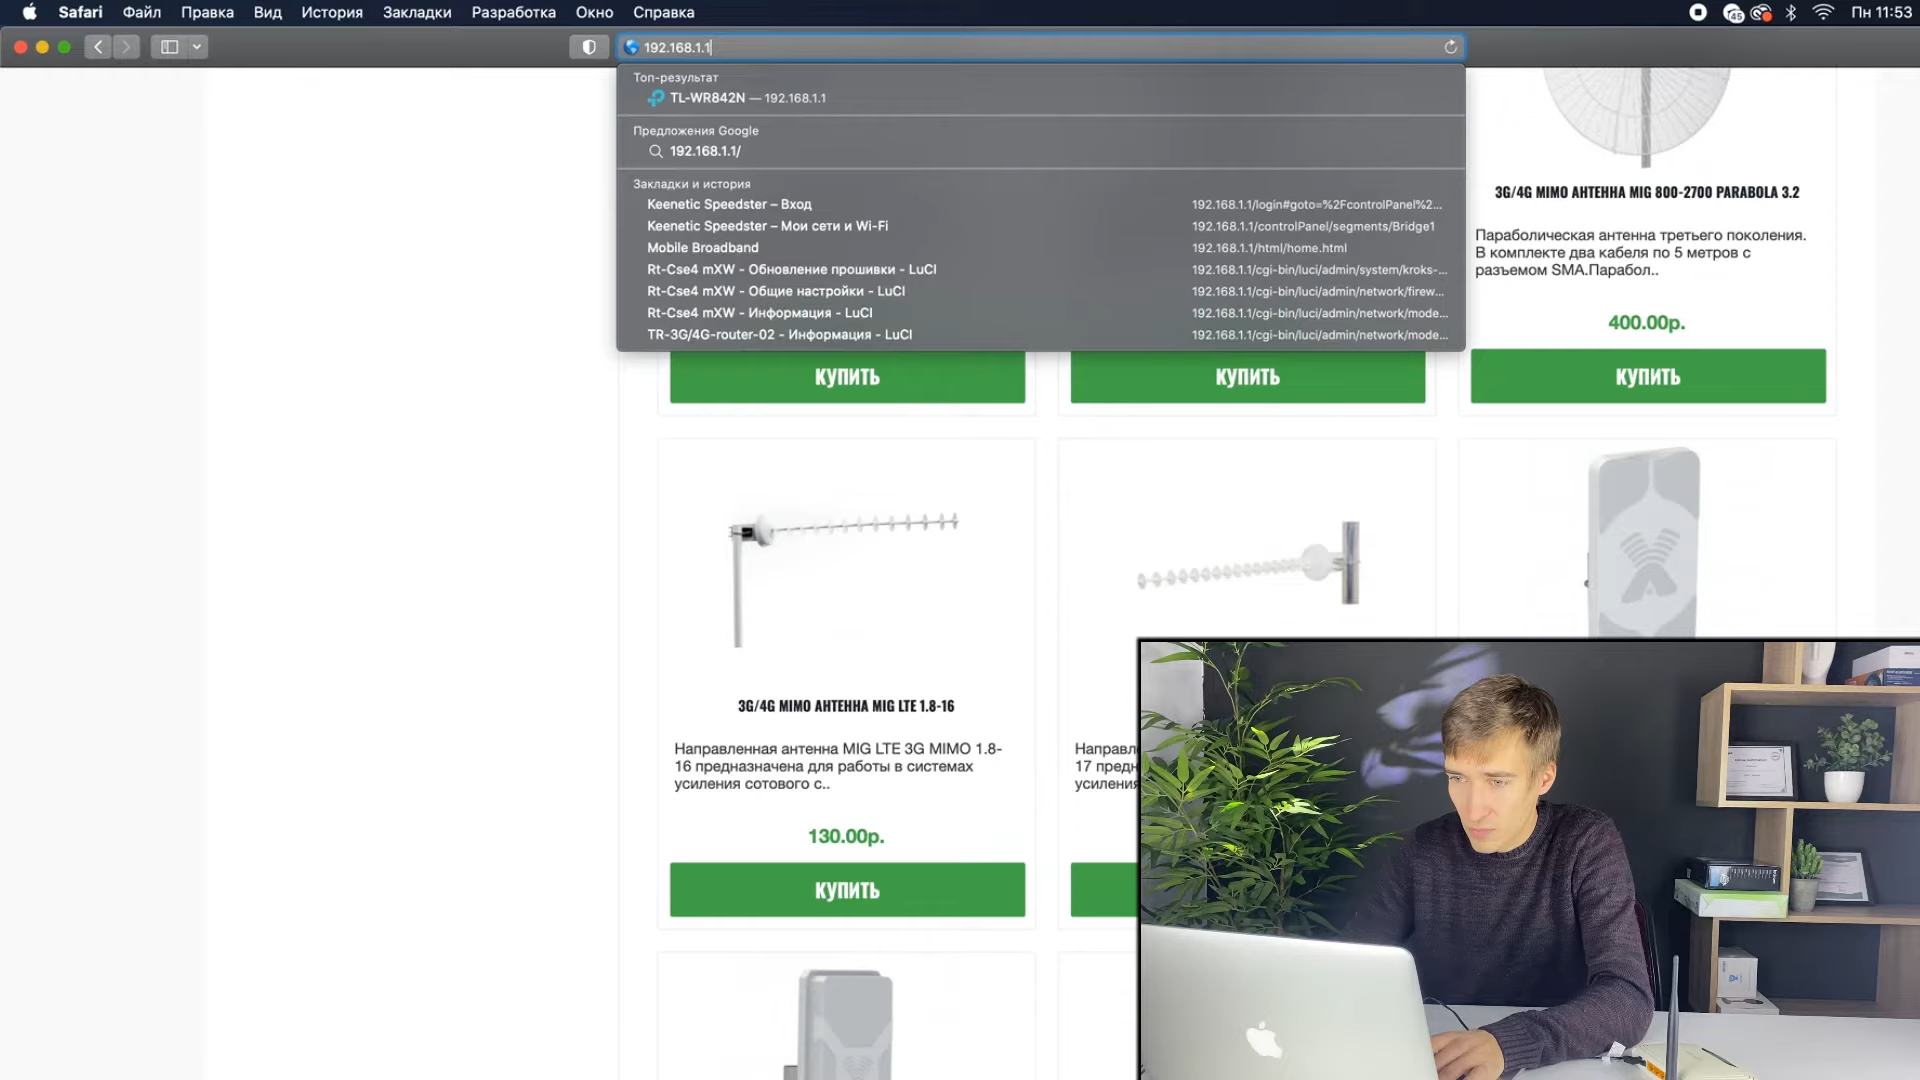 Safari Файл Правка Вид История Закладки Разработка Окно Справка
45
Пн 11:53
192.168.1.1
Топ-результат
TL-WR842N — 192.168.1.1
Предложения Google
192.168.1.1/
Закладки и история
Keenetic Speedster – Вход 192.168.1.1/login#goto=%2FcontrolPanel%2...
Keenetic Speedster – Мои сети и Wi-Fi 192.168.1.1/controlPanel/segments/Bridge1
Mobile Broadband 192.168.1.1/html/home.html
Rt-Cse4 mXW - Обновление прошивки - LuCI 192.168.1.1/cgi-bin/luci/admin/system/kroks-...
Rt-Cse4 mXW - Общие настройки - LuCI 192.168.1.1/cgi-bin/luci/admin/network/firew...
Rt-Cse4 mXW - Информация - LuCI 192.168.1.1/cgi-bin/luci/admin/network/mode...
TR-3G/4G-router-02 - Информация - LuCI 192.168.1.1/cgi-bin/luci/admin/network/mode...
3G/4G MIMO АНТЕННА MIG 800-2700 PARABOLA 3.2
Параболическая антенна третьего поколения.
В комплекте два кабеля по 5 метров с
разъемом SMA.Парабол..
400.00р.
КУПИТЬ
КУПИТЬ
КУПИТЬ
3G/4G MIMO АНТЕННА MIG LTE 1.8-16
Направленная антенна MIG LTE 3G MIMO 1.8-
16 предназначена для работы в системах
усиления сотового с..
130.00р.
КУПИТЬ
Направл
17 предн
усиления